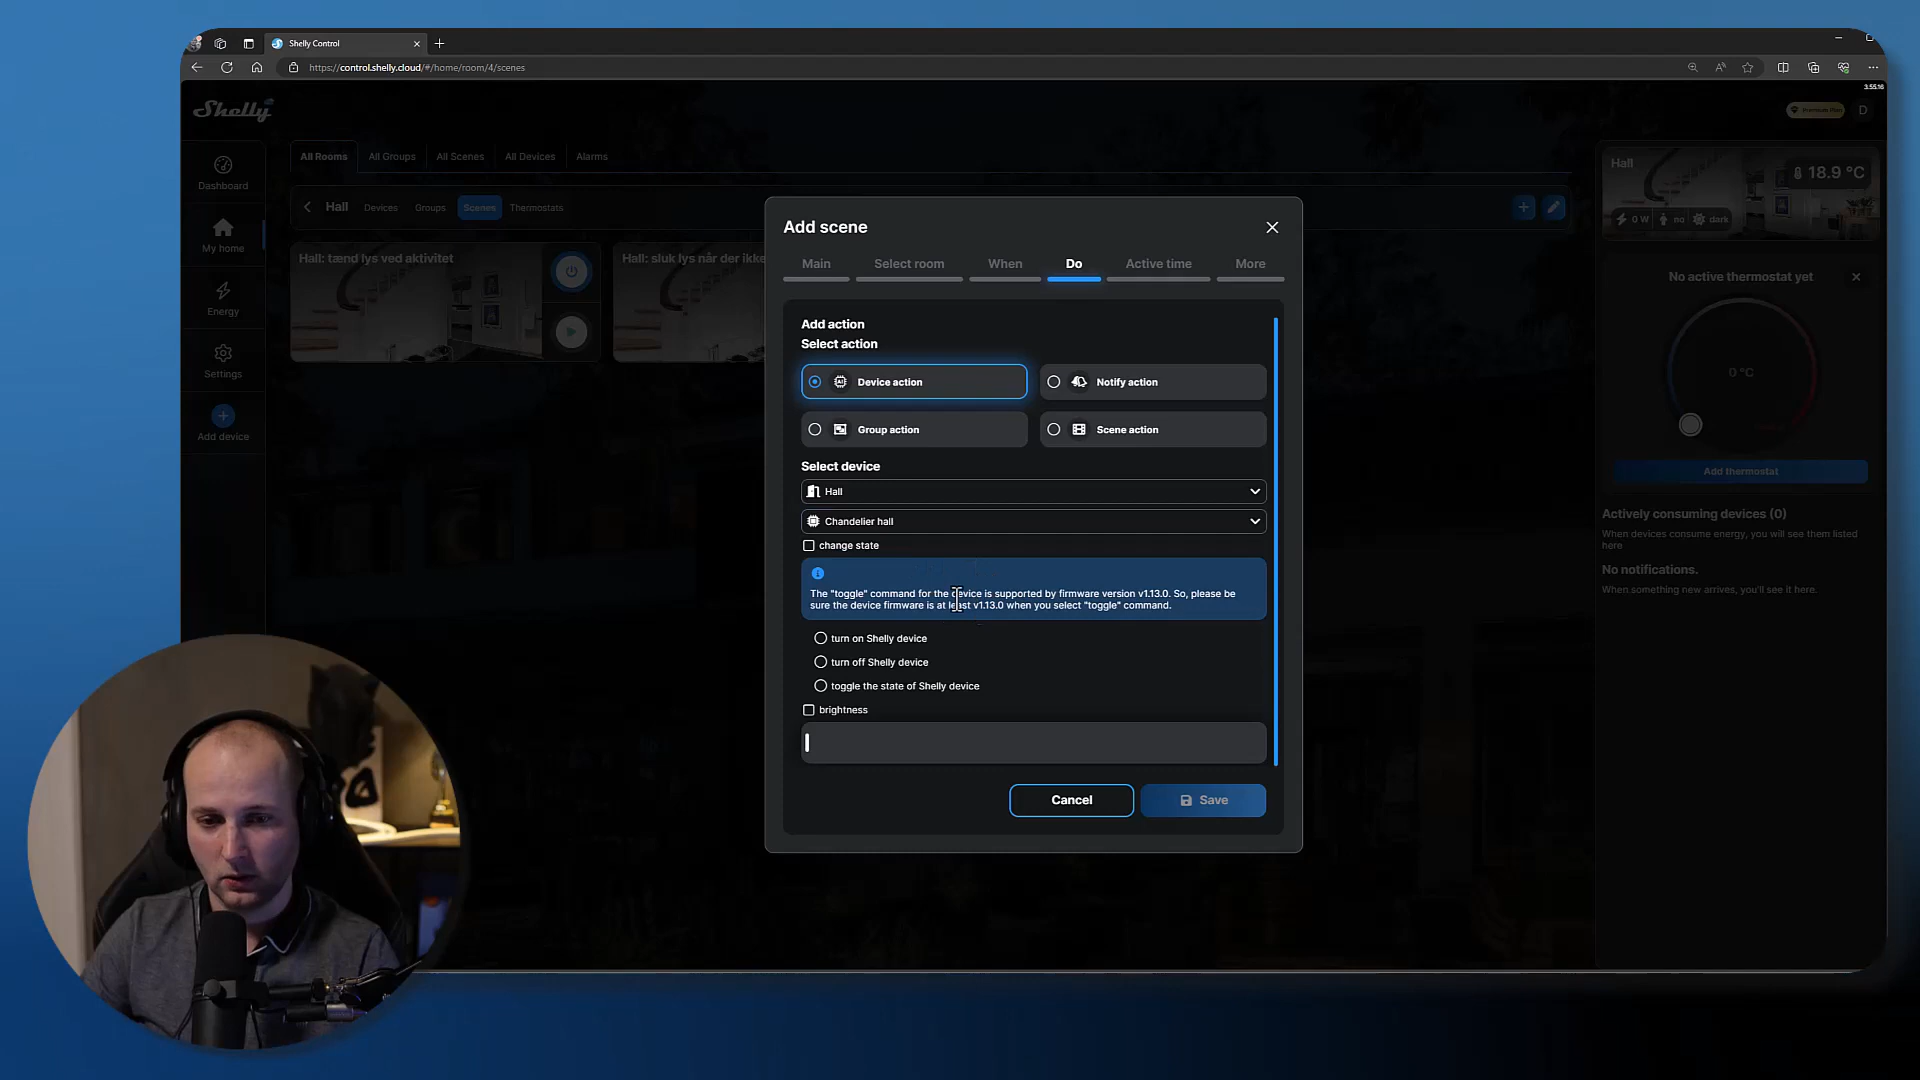 Shelly Control
https://control.shelly.cloud/#/home/room/4/scenes
3:55:16
Shelly
Premium Plan
D
All Rooms
All Groups
All Scenes
All Devices
Alarms
Dashboard
My home
Energy
Settings
Add device
Hall
Devices
Groups
Scenes
Thermostats
Hall: tænd lys ved aktivitet
Hall: sluk lys når der ikke
Add scene
Main
Select room
When
Do
Active time
More
Add action
Select action
Device action
Notify action
Group action
Scene action
Select device
Hall
Chandelier hall
change state
The "toggle" command for the device is supported by firmware version v1.13.0. So, please be
sure the device firmware is at least v1.13.0 when you select "toggle" command.
turn on Shelly device
turn off Shelly device
toggle the state of Shelly device
brightness
Cancel
Save
Hall
18.9 °C
0 W
no
dark
No active thermostat yet
0 °C
Add thermostat
Actively consuming devices (0)
When devices consume energy, you will see them listed
here
No notifications.
When something new arrives, you'll see it here